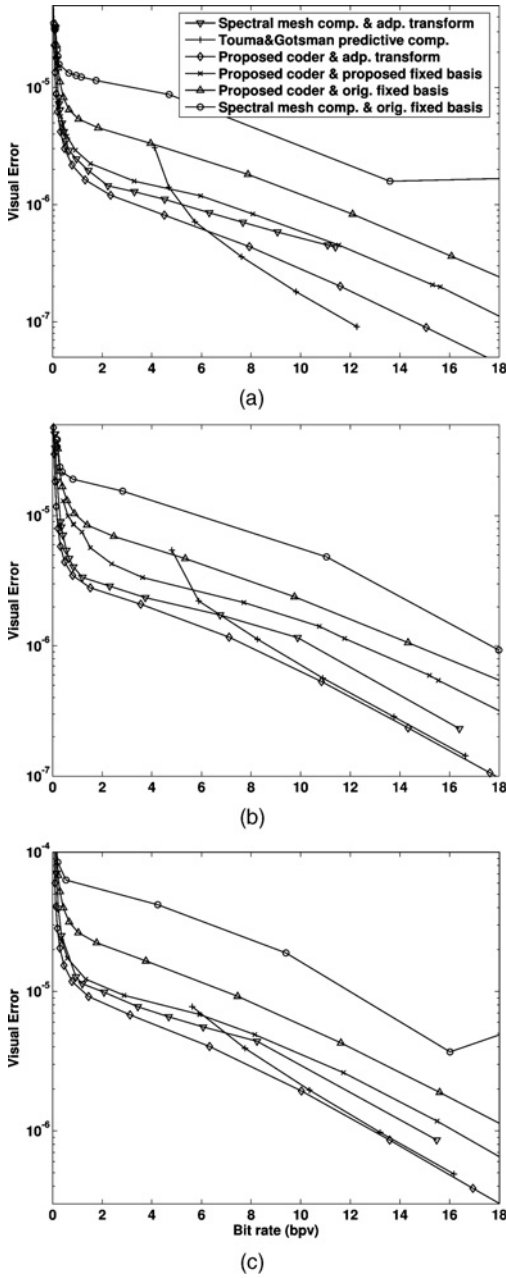 Spectral mesh comp. & adp. transform
Touma&Gotsman predictive comp.
Proposed coder & adp. transform
Proposed coder & proposed fixed basis
Proposed coder & orig. fixed basis
Spectral mesh comp. & orig. fixed basis
Visual Error
10^-5
10^-6
10^-7
0 2 4 6 8 10 12 14 16 18
(a)
Visual Error
10^-5
10^-6
10^-7
0 2 4 6 8 10 12 14 16 18
(b)
Visual Error
10^-4
10^-5
10^-6
0 2 4 6 8 10 12 14 16 18
Bit rate (bpv)
(c)